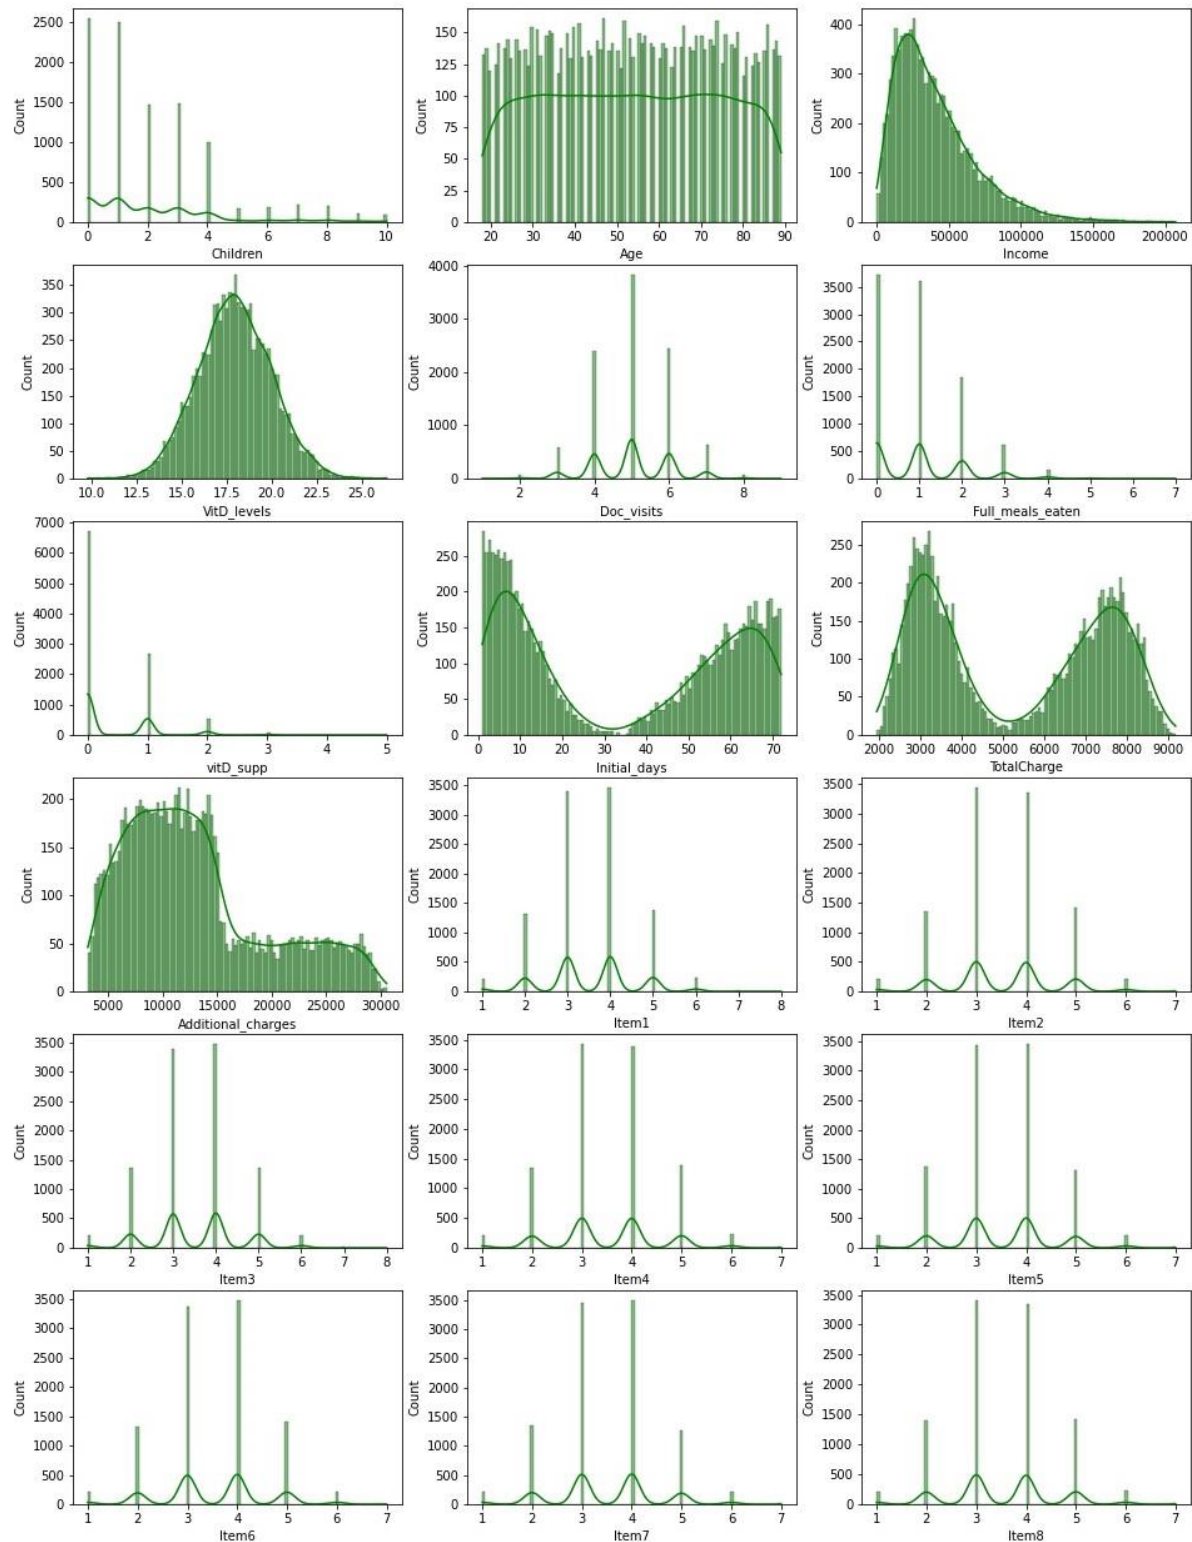 2500
2000
1500
1000
500
0
Count
0 2 4 6 8 10
Children
150
125
100
75
50
25
0
Count
20 30 40 50 60 70 80 90
Age
400
300
200
100
0
Count
0 50000 100000 150000 200000
Income
350
300
250
200
150
100
50
0
Count
10.0 12.5 15.0 17.5 20.0 22.5 25.0
VitD_levels
4000
3000
2000
1000
0
Count
2 4 6 8
Doc_visits
3500
3000
2500
2000
1500
1000
500
0
Count
0 1 2 3 4 5 6 7
Full_meals_eaten
7000
6000
5000
4000
3000
2000
1000
0
Count
0 1 2 3 4 5
vitD_supp
250
200
150
100
50
0
Count
0 10 20 30 40 50 60 70
Initial_days
250
200
150
100
50
0
Count
2000 3000 4000 5000 6000 7000 8000 9000
TotalCharge
200
150
100
50
0
Count
5000 10000 15000 20000 25000 30000
Additional_charges
3500
3000
2500
2000
1500
1000
500
0
Count
1 2 3 4 5 6 7 8
Item1
3500
3000
2500
2000
1500
1000
500
0
Count
1 2 3 4 5 6 7
Item2
3500
3000
2500
2000
1500
1000
500
0
Count
1 2 3 4 5 6 7 8
Item3
3500
3000
2500
2000
1500
1000
500
0
Count
1 2 3 4 5 6 7
Item4
3500
3000
2500
2000
1500
1000
500
0
Count
1 2 3 4 5 6 7
Item5
3500
3000
2500
2000
1500
1000
500
0
Count
1 2 3 4 5 6 7
Item6
3500
3000
2500
2000
1500
1000
500
0
Count
1 2 3 4 5 6 7
Item7
3500
3000
2500
2000
1500
1000
500
0
Count
1 2 3 4 5 6 7
Item8